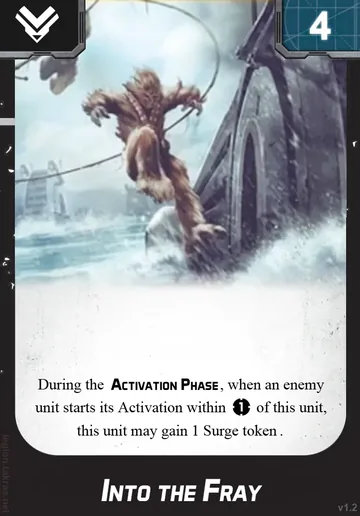 4
During the Activation Phase, when an enemy
unit starts its Activation within 1 of this unit,
this unit may gain 1 Surge token .
Into the Fray
v1.2